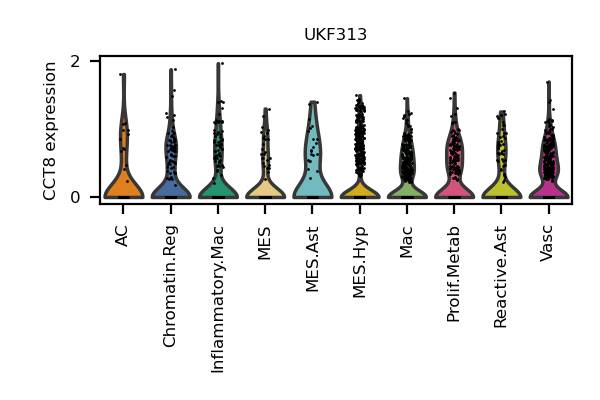 UKF313
CCT8 expression
2
0
AC
Chromatin.Reg
Inflammatory.Mac
MES
MES.Ast
MES.Hyp
Mac
Prolif.Metab
Reactive.Ast
Vasc